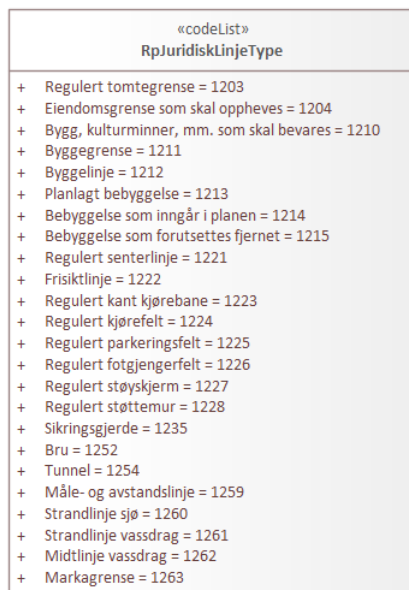 «codeList»
RpJuridiskLinjeType
+ Regulert tomtegrense = 1203
+ Eiendomsgrense som skal oppheves = 1204
+ Bygg, kulturminner, mm. som skal bevares = 1210
+ Byggegrense = 1211
+ Byggelinje = 1212
+ Planlagt bebyggelse = 1213
+ Bebyggelse som inngår i planen = 1214
+ Bebyggelse som forutsettes fjernet = 1215
+ Regulert senterlinje = 1221
+ Frisiktlinje = 1222
+ Regulert kant kjørebane = 1223
+ Regulert kjørefelt = 1224
+ Regulert parkeringsfelt = 1225
+ Regulert fotgjengerfelt = 1226
+ Regulert støyskjerm = 1227
+ Regulert støttemur = 1228
+ Sikringsgjerde = 1235
+ Bru = 1252
+ Tunnel = 1254
+ Måle- og avstandslinje = 1259
+ Strandlinje sjø = 1260
+ Strandlinje vassdrag = 1261
+ Midtlinje vassdrag = 1262
+ Markagrense = 1263